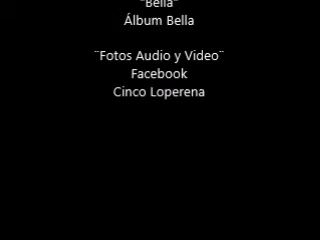 "Bella"
Álbum Bella
¨Fotos Audio y Video¨
Facebook
Cinco Loperena